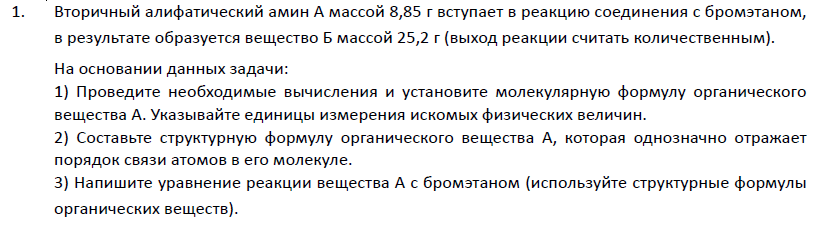 1. Вторичный алифатический амин А массой 8,85 г вступает в реакцию соединения с бромэтаном,
в результате образуется вещество Б массой 25,2 г (выход реакции считать количественным).
На основании данных задачи:
1) Проведите необходимые вычисления и установите молекулярную формулу органического
вещества А. Указывайте единицы измерения искомых физических величин.
2) Составьте структурную формулу органического вещества А, которая однозначно отражает
порядок связи атомов в его молекуле.
3) Напишите уравнение реакции вещества А с бромэтаном (используйте структурные формулы
органических веществ).